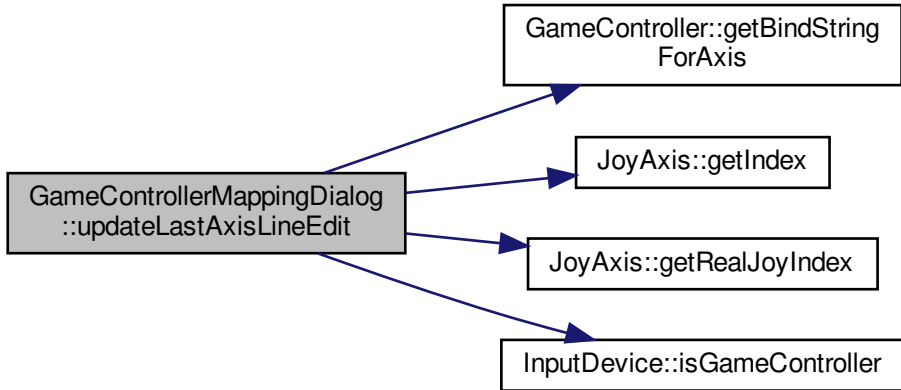 GameController::getBindString
ForAxis
JoyAxis::getIndex
GameControllerMappingDialog
::updateLastAxisLineEdit
JoyAxis::getRealJoyIndex
InputDevice::isGameController